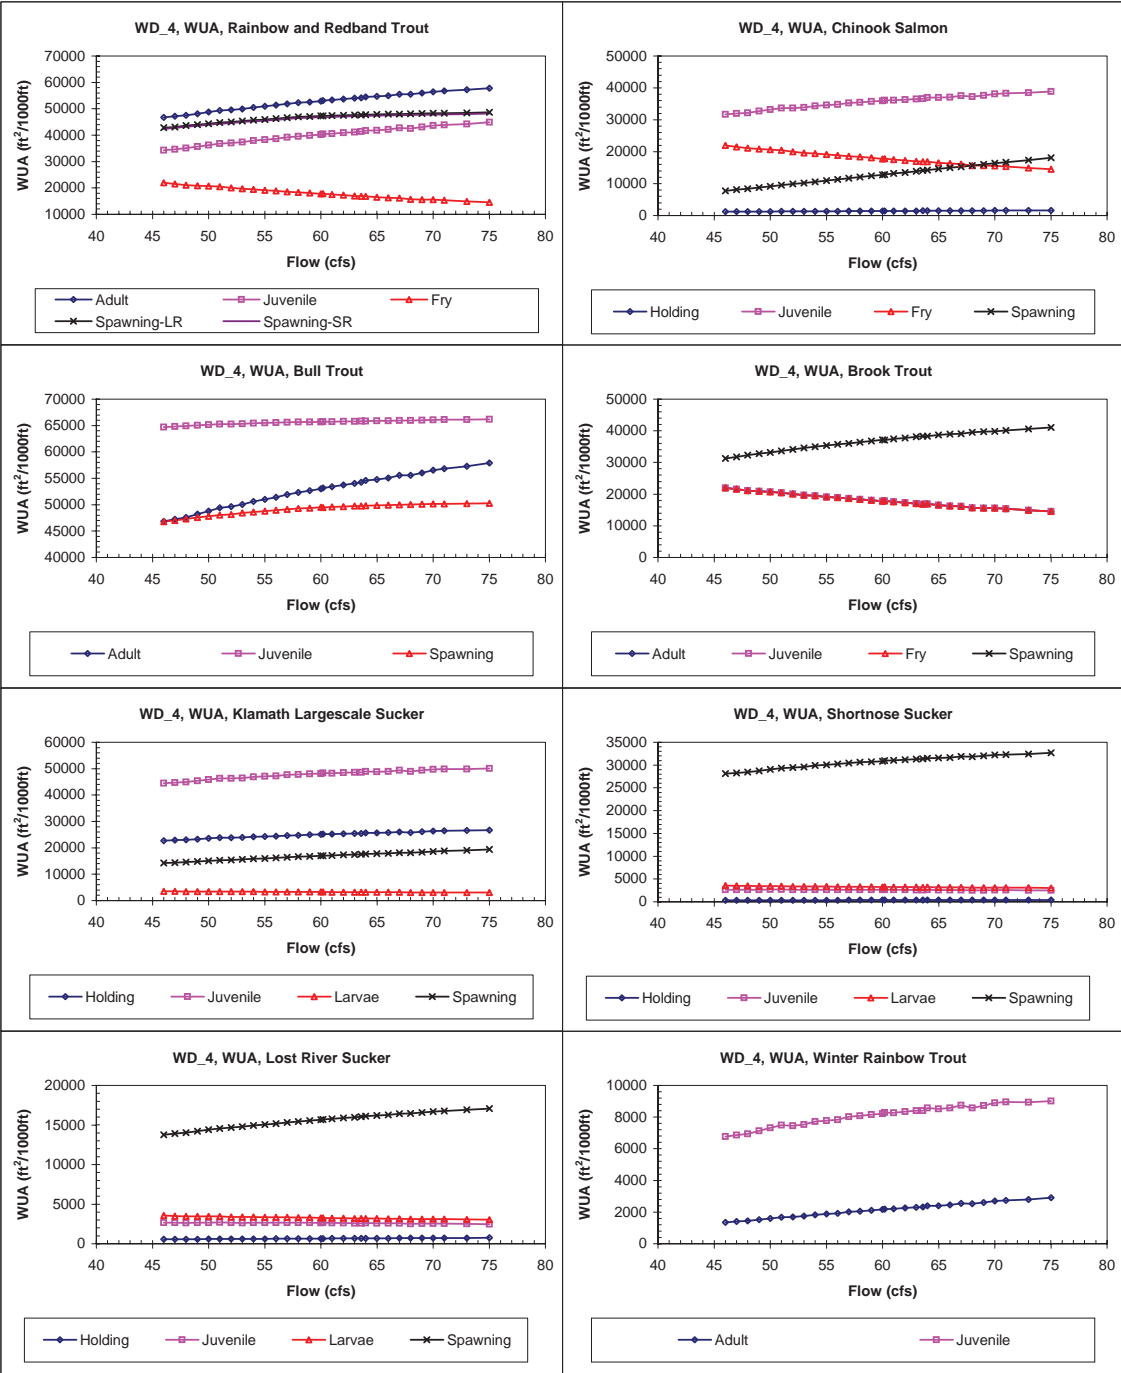 WD_4, WUA, Rainbow and Redband Trout
WUA (ft²/1000ft)
70000
60000
50000
40000
30000
20000
10000
40 45 50 55 60 65 70 75 80
Flow (cfs)
Adult Juvenile Fry
Spawning-LR Spawning-SR
WD_4, WUA, Chinook Salmon
WUA (ft²/1000ft)
50000
40000
30000
20000
10000
0
40 45 50 55 60 65 70 75 80
Flow (cfs)
Holding Juvenile Fry Spawning
WD_4, WUA, Bull Trout
WUA (ft²/1000ft)
70000
65000
60000
55000
50000
45000
40000
40 45 50 55 60 65 70 75 80
Flow (cfs)
Adult Juvenile Spawning
WD_4, WUA, Brook Trout
WUA (ft²/1000ft)
50000
40000
30000
20000
10000
0
40 45 50 55 60 65 70 75 80
Flow (cfs)
Adult Juvenile Fry Spawning
WD_4, WUA, Klamath Largescale Sucker
WUA (ft²/1000ft)
60000
50000
40000
30000
20000
10000
0
40 45 50 55 60 65 70 75 80
Flow (cfs)
Holding Juvenile Larvae Spawning
WD_4, WUA, Shortnose Sucker
WUA (ft²/1000ft)
35000
30000
25000
20000
15000
10000
5000
0
40 45 50 55 60 65 70 75 80
Flow (cfs)
Holding Juvenile Larvae Spawning
WD_4, WUA, Lost River Sucker
WUA (ft²/1000ft)
20000
15000
10000
5000
0
40 45 50 55 60 65 70 75 80
Flow (cfs)
Holding Juvenile Larvae Spawning
WD_4, WUA, Winter Rainbow Trout
WUA (ft²/1000ft)
10000
8000
6000
4000
2000
0
40 45 50 55 60 65 70 75 80
Flow (cfs)
Adult Juvenile